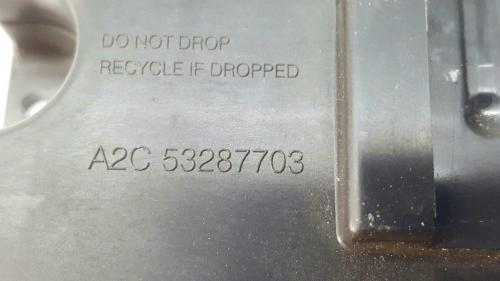 DO NOT DROP
RECYCLE IF DROPPED
A2C 53287703